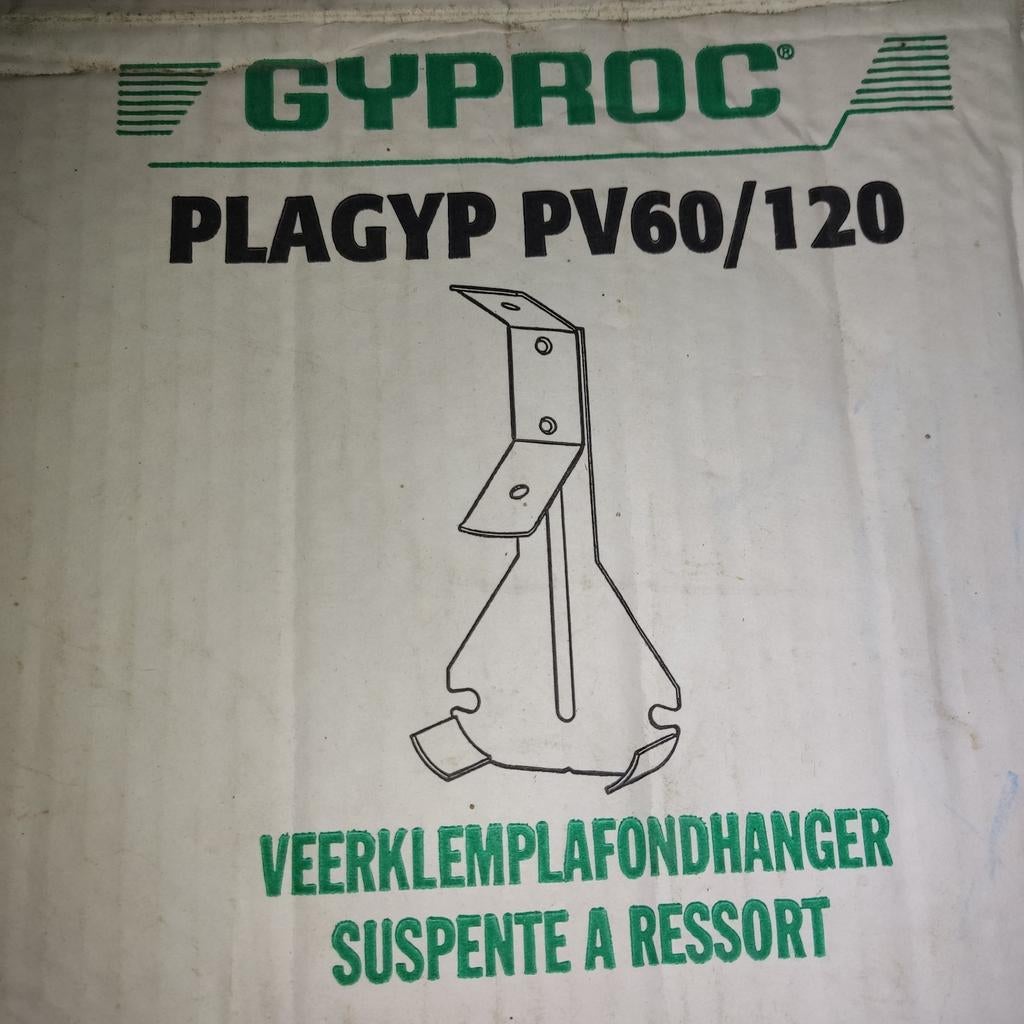 GYPROC®
PLAGYP PV60/120
VEERKLEMPLAFONDHANGER
SUSPENTE A RESSORT